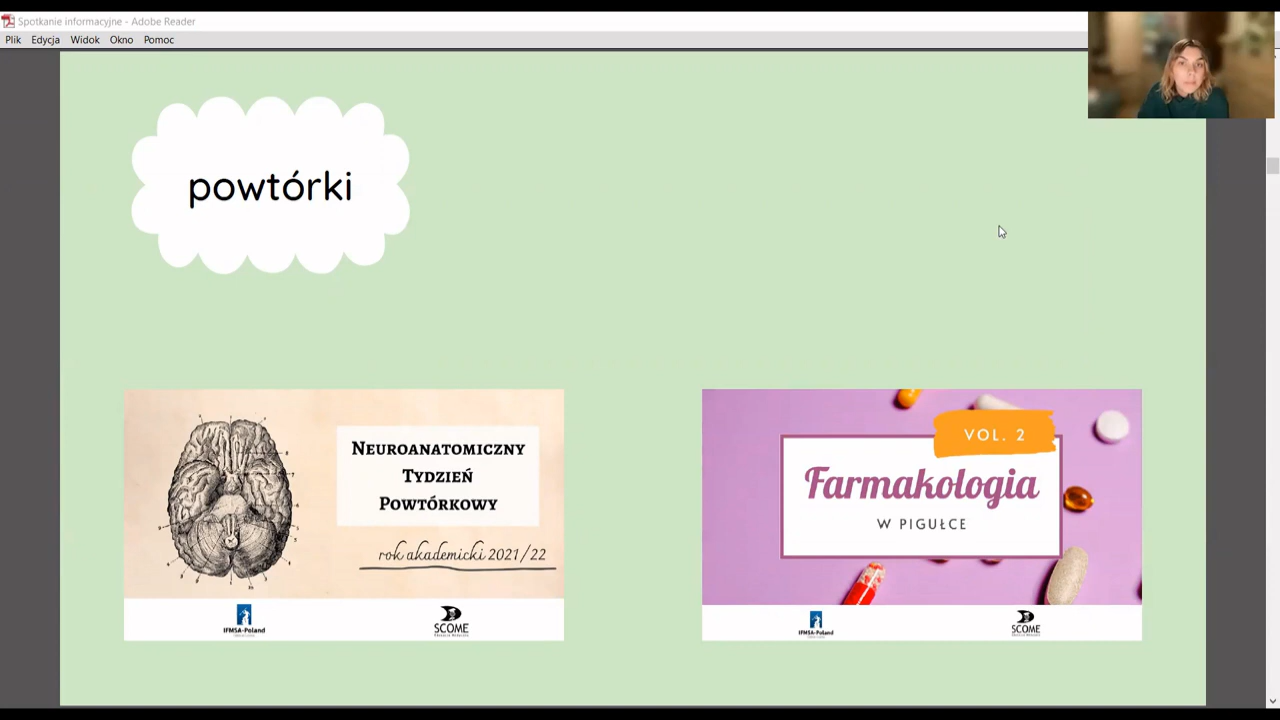 Spotkanie informacyjne - Adobe Reader
Plik Edycja Widok Okno Pomoc
powtórki
Neuroanatomiczny
Tydzień
Powtórkowy
rok akademicki 2021/22
IFMSA-Poland
SCOME
VOL. 2
Farmakologia
W PIGUŁCE
IFMSA-Poland
SCOME